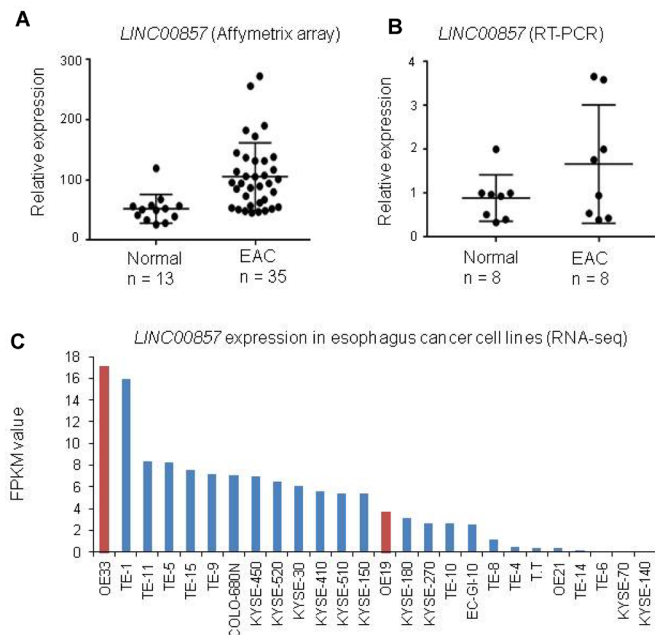 A
LINC00857 (Affymetrix array)
Relative expression
300
200
100
0
Normal
n = 13
EAC
n = 35
B
LINC00857 (RT-PCR)
Relative expression
4
3
2
1
0
Normal
n = 8
EAC
n = 8
C
LINC00857 expression in esophagus cancer cell lines (RNA-seq)
FPKM value
18
16
14
12
10
8
6
4
2
0
OE33
TE-1
TE-11
TE-5
TE-15
TE-9
COLO-680N
KYSE-450
KYSE-520
KYSE-30
KYSE-410
KYSE-510
KYSE-150
OE19
KYSE-180
KYSE-270
TE-10
EC-GI-10
TE-8
TE-4
T.T
OE21
TE-14
TE-6
KYSE-70
KYSE-140